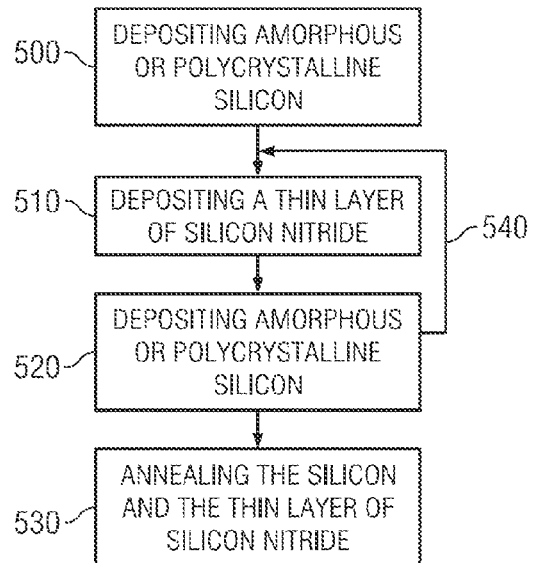 500
DEPOSITING AMORPHOUS
OR POLYCRYSTALLINE
SILICON
510
DEPOSITING A THIN LAYER
OF SILICON NITRIDE
540
520
DEPOSITING AMORPHOUS
OR POLYCRYSTALLINE
SILICON
530
ANNEALING THE SILICON
AND THE THIN LAYER OF
SILICON NITRIDE